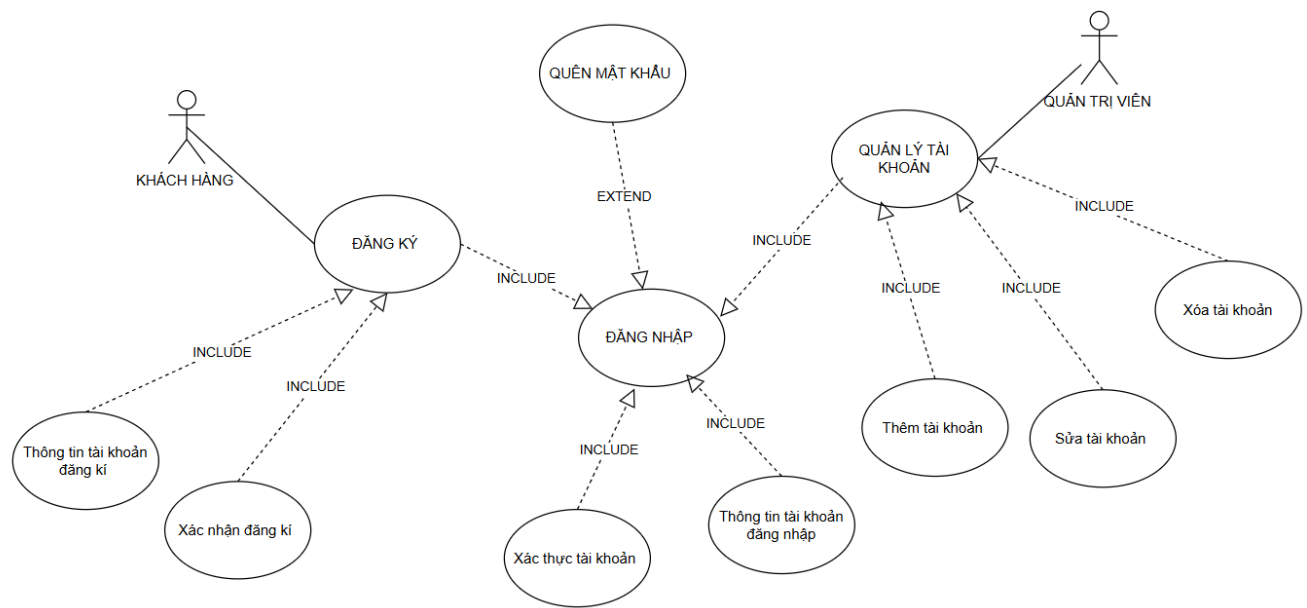 QUÊN MẬT KHẨU
QUẢN TRỊ VIÊN
KHÁCH HÀNG
QUẢN LÝ TÀI
KHOẢN
EXTEND
INCLUDE
ĐĂNG KÝ
INCLUDE
INCLUDE
INCLUDE
INCLUDE
Xóa tài khoản
ĐĂNG NHẬP
INCLUDE
INCLUDE
INCLUDE
INCLUDE
Thêm tài khoản
Sửa tài khoản
Thông tin tài khoản
đăng kí
Xác nhận đăng kí
Thông tin tài khoản
đăng nhập
Xác thực tài khoản